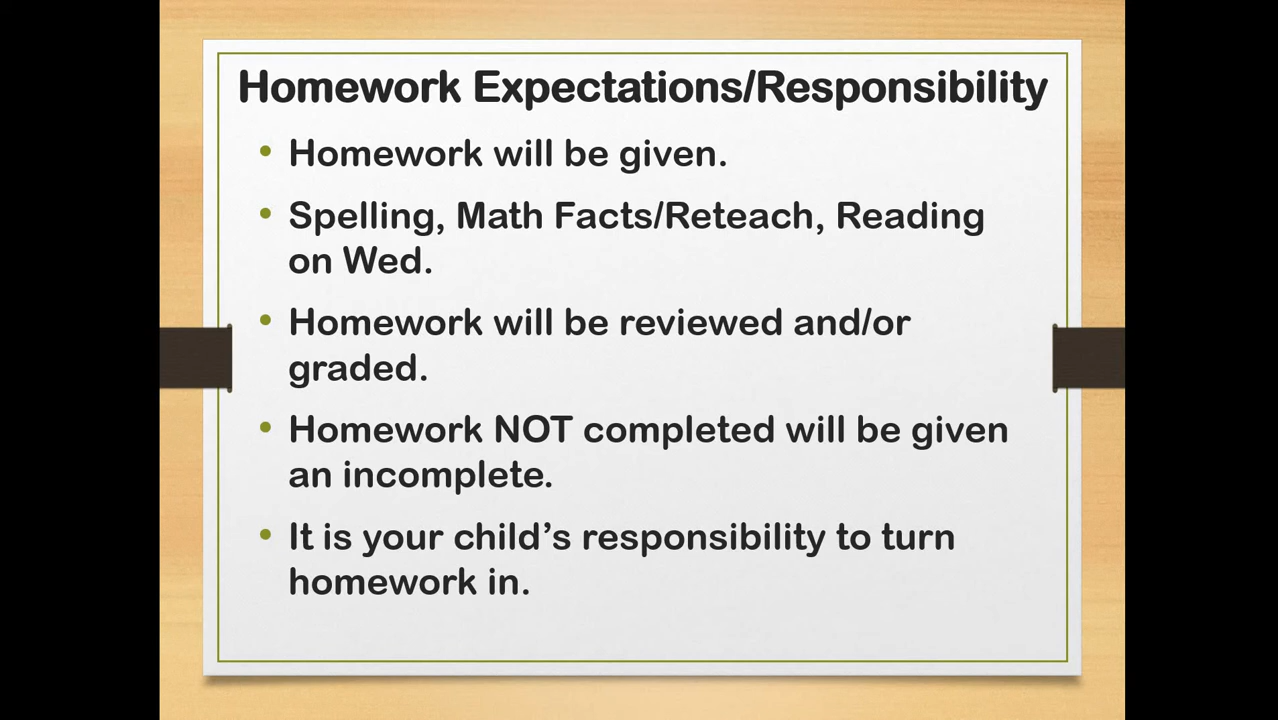 Homework Expectations/Responsibility
• Homework will be given.
• Spelling, Math Facts/Reteach, Reading
on Wed.
• Homework will be reviewed and/or
graded.
• Homework NOT completed will be given
an incomplete.
• It is your child’s responsibility to turn
homework in.